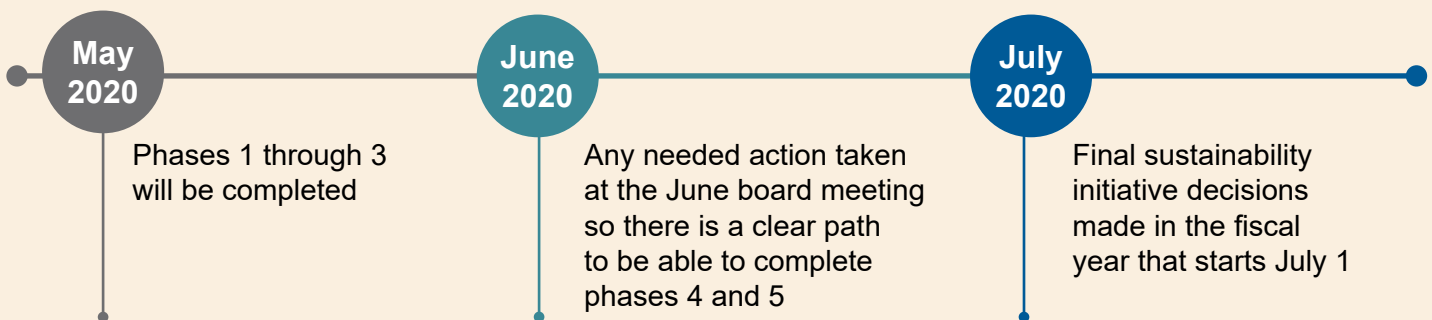 May
2020
Phases 1 through 3
will be completed
June
2020
Any needed action taken
at the June board meeting
so there is a clear path
to be able to complete
phases 4 and 5
July
2020
Final sustainability
initiative decisions
made in the fiscal
year that starts July 1